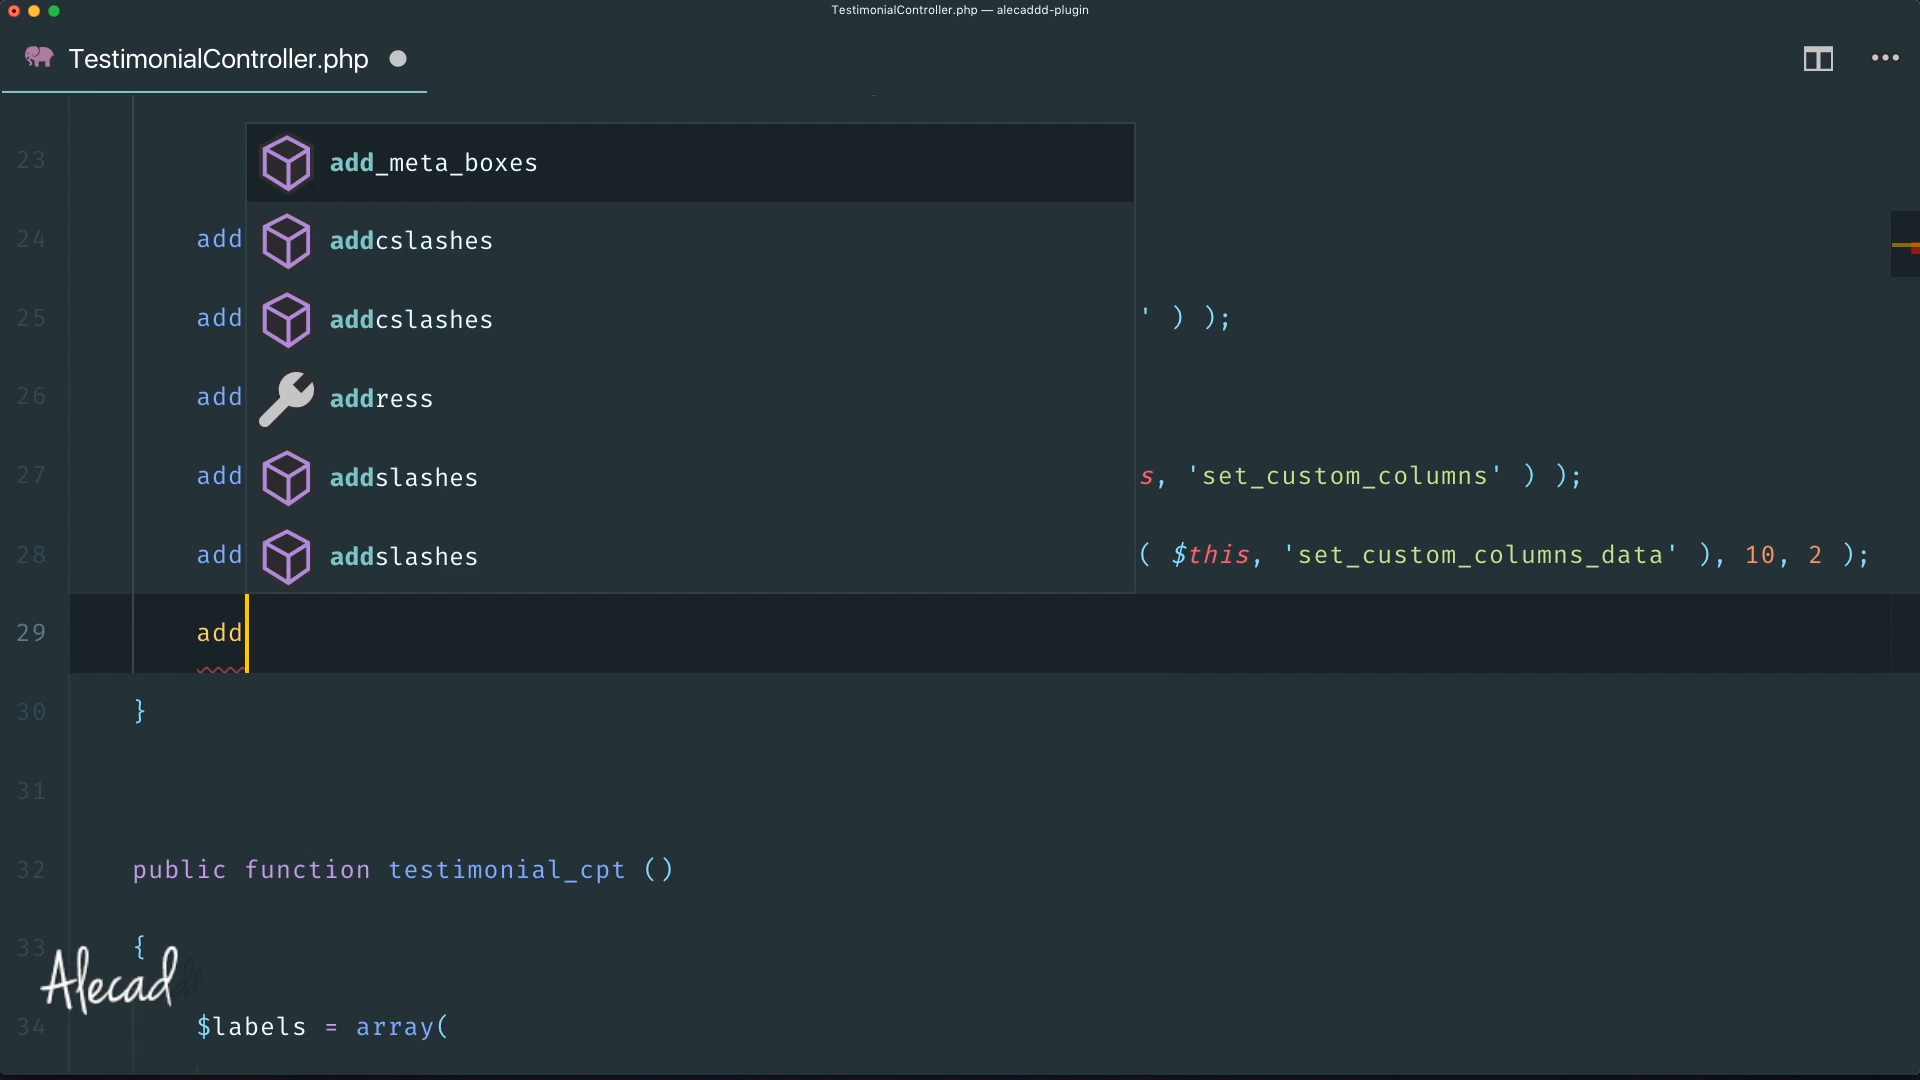 TestimonialController.php — alecaddd-plugin
TestimonialController.php
23
add_meta_boxes
24 add addcslashes
25 add addcslashes ' ) );
26 add address
27 add addslashes s, 'set_custom_columns' ) );
28 add addslashes ( $this, 'set_custom_columns_data' ), 10, 2 );
29 add
30 }
31
32 public function testimonial_cpt ()
33 {
Alecad
34 $labels = array(